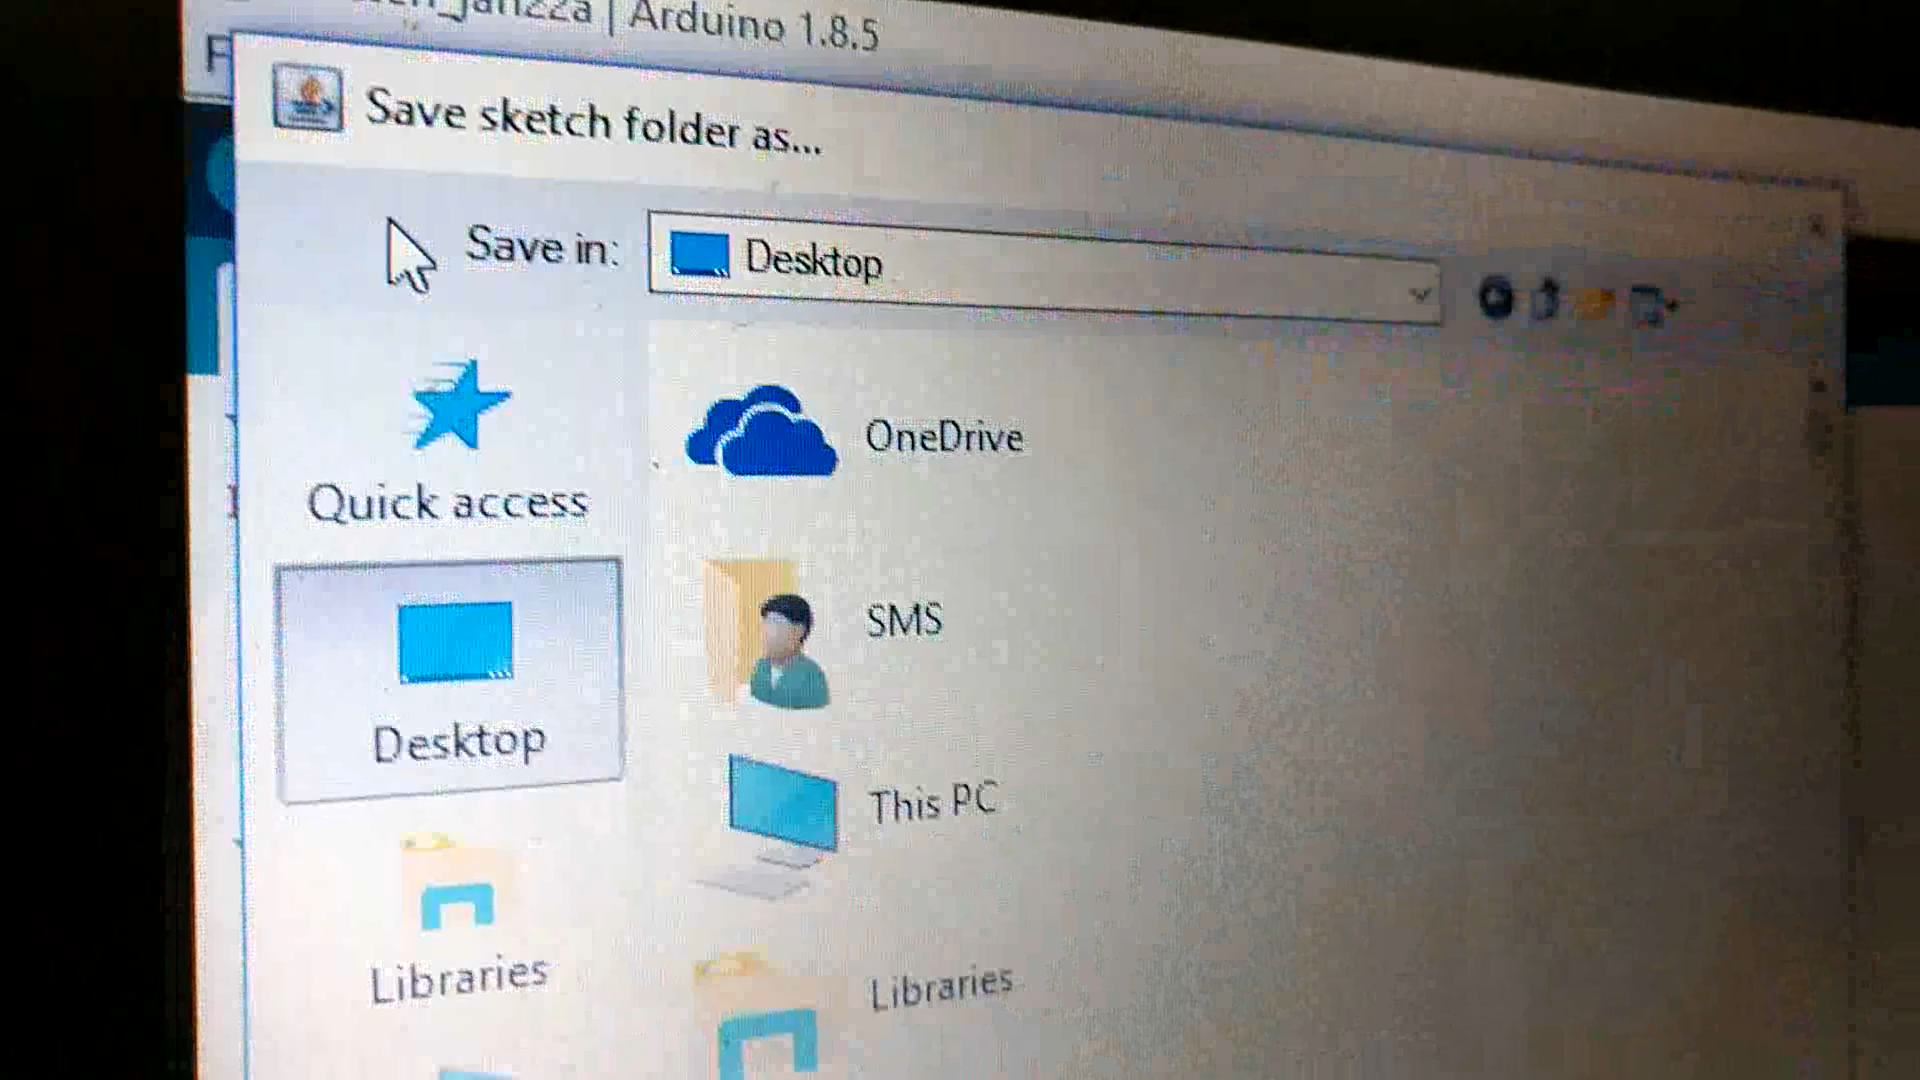 | Arduino 1.8.5
F
Save sketch folder as...
Save in:
Desktop
Quick access
OneDrive
SMS
Desktop
This PC
Libraries
Libraries